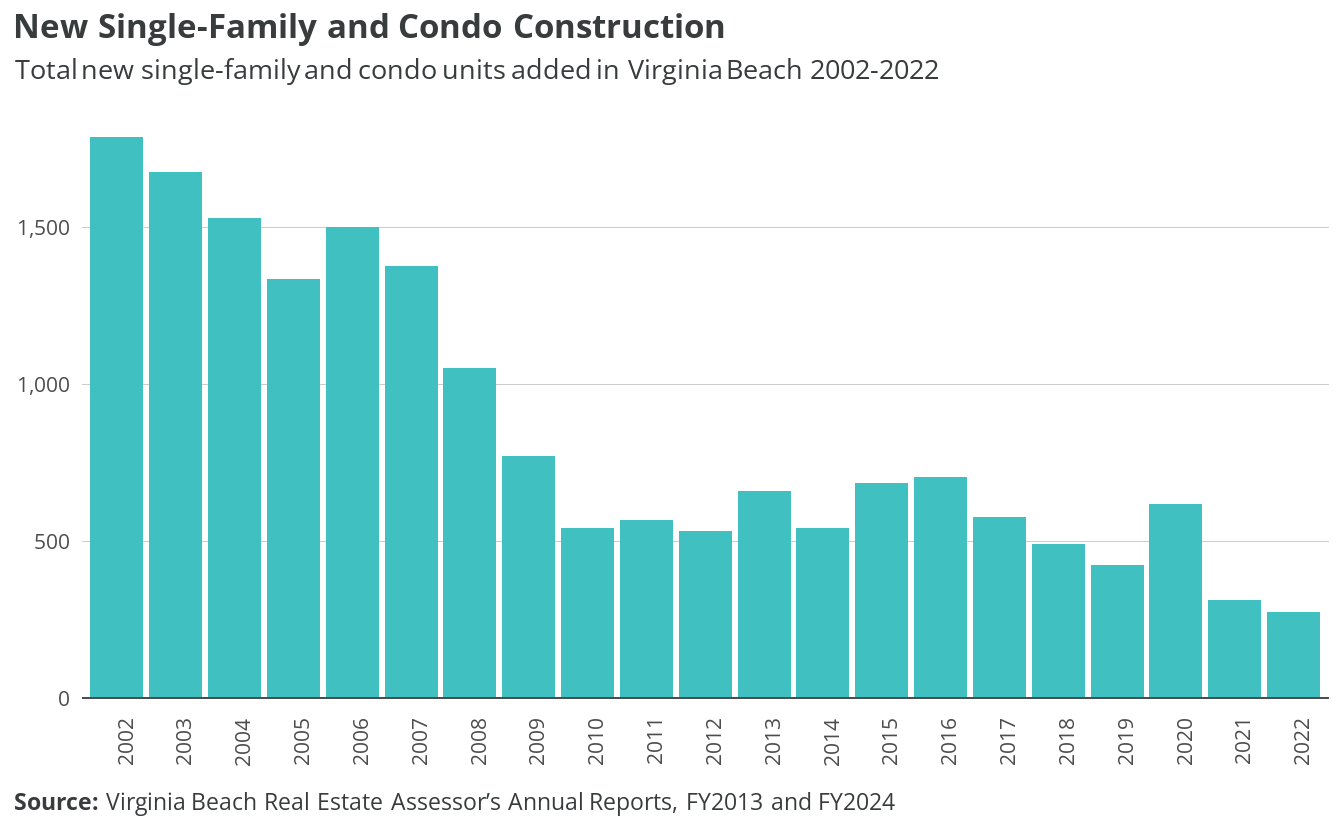 New Single-Family and Condo Construction
Total new single-family and condo units added in Virginia Beach 2002-2022
1,500
1,000
500
0
2002 2003 2004 2005 2006 2007 2008 2009 2010 2011 2012 2013 2014 2015 2016 2017 2018 2019 2020 2021 2022
Source: Virginia Beach Real Estate Assessor’s Annual Reports, FY2013 and FY2024